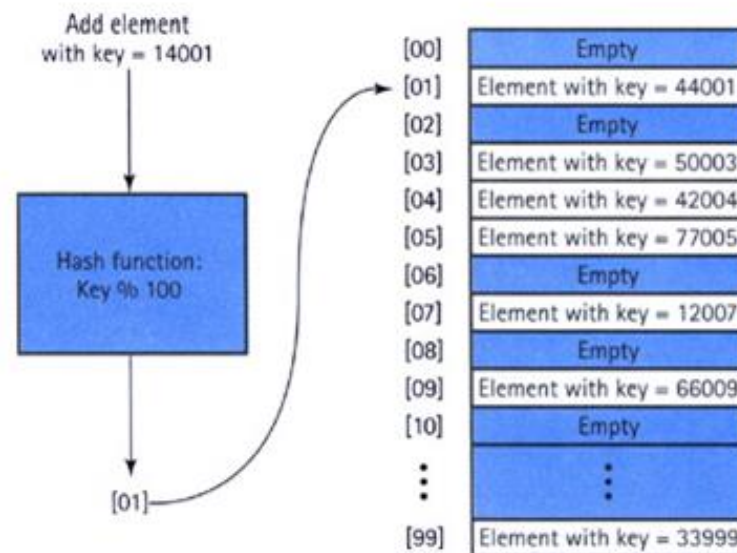 Add element
with key = 14001
Hash function:
Key % 100
[01]
[00] Empty
[01] Element with key = 44001
[02] Empty
[03] Element with key = 50003
[04] Element with key = 42004
[05] Element with key = 77005
[06] Empty
[07] Element with key = 12007
[08] Empty
[09] Element with key = 66009
[10] Empty
[99] Element with key = 33999